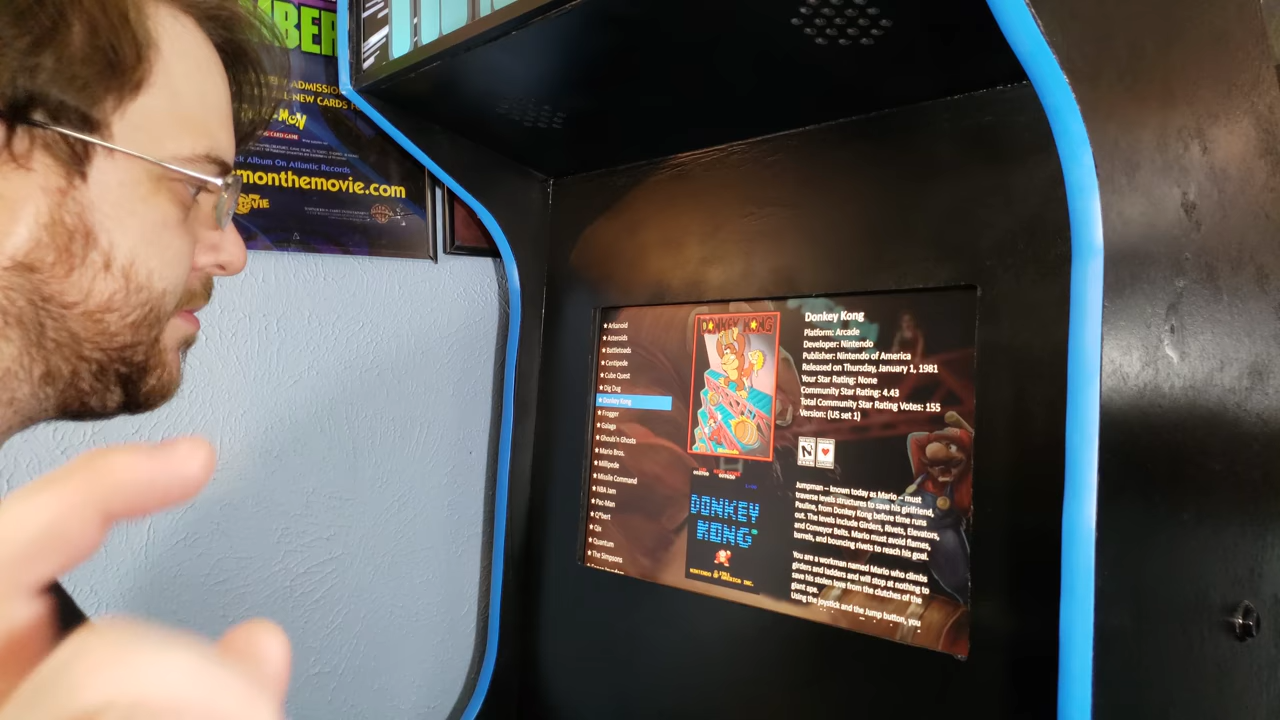 BER
ADMISSION
-NEW CARDS
MON
ck Album On Atlantic Records
monthemovie.com
OVIE
Arkanoid
Asteroids
Battletoads
Centipede
Cube Quest
Dig Dug
Donkey Kong
Frogger
Galaga
Ghouls'n Ghosts
Mario Bros.
Millipede
Missile Command
NBA Jam
Pac-Man
Q*bert
Qix
Quantum
The Simpsons
DONKEY KONG
DONKEY
KONG
NINTENDO OF AMERICA INC.
Donkey Kong
Platform: Arcade
Developer: Nintendo
Publisher: Nintendo of America
Released on Thursday, January 1, 1981
Your Star Rating: None
Community Star Rating: 4.43
Total Community Star Rating Votes: 155
Version: (US set 1)
Jumpman – known today as Mario – must
traverse levels structures to save his girlfriend,
Pauline, from Donkey Kong before time runs
out. The levels include Girders, Rivets, Elevators,
and Conveyor Belts. Mario must avoid flames,
barrels, and bouncing rivets to reach his goal.
You are a workman named Mario who climbs
girders and ladders and will stop at nothing to
save his stolen love from the clutches of the
giant ape.
Using the joystick and the Jump button, you